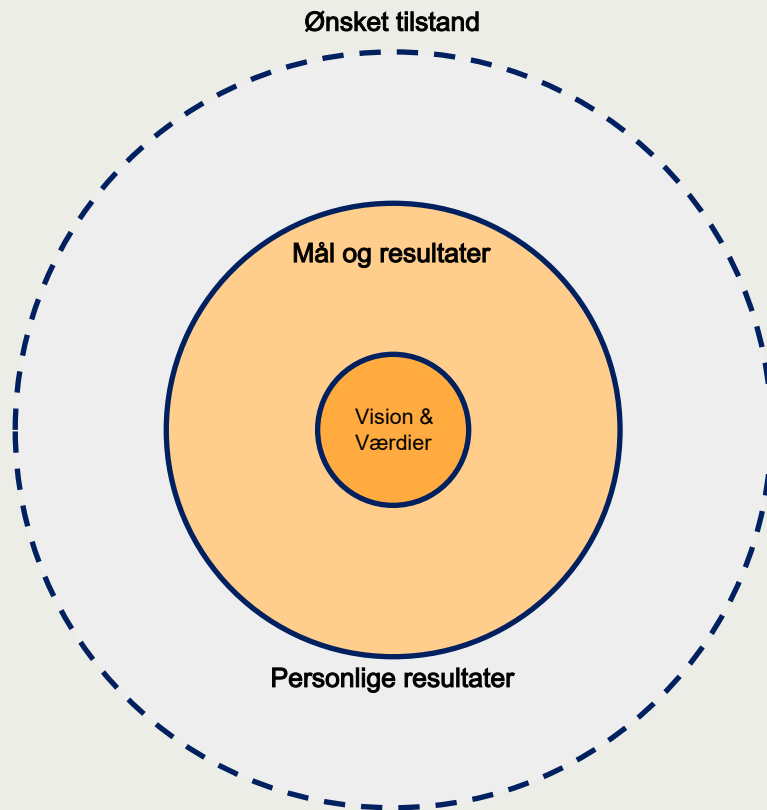 Ønsket tilstand
Mål og resultater
Vision &
Værdier
Personlige resultater